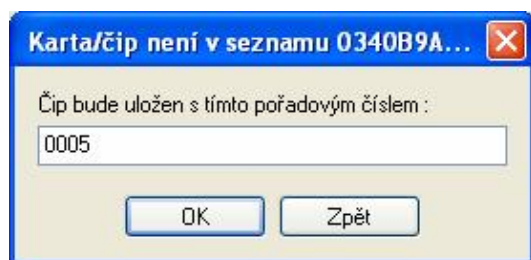 Karta/čip není v seznamu 0340B9A...
Čip bude uložen s tímto pořadovým číslem :
0005
OK Zpět